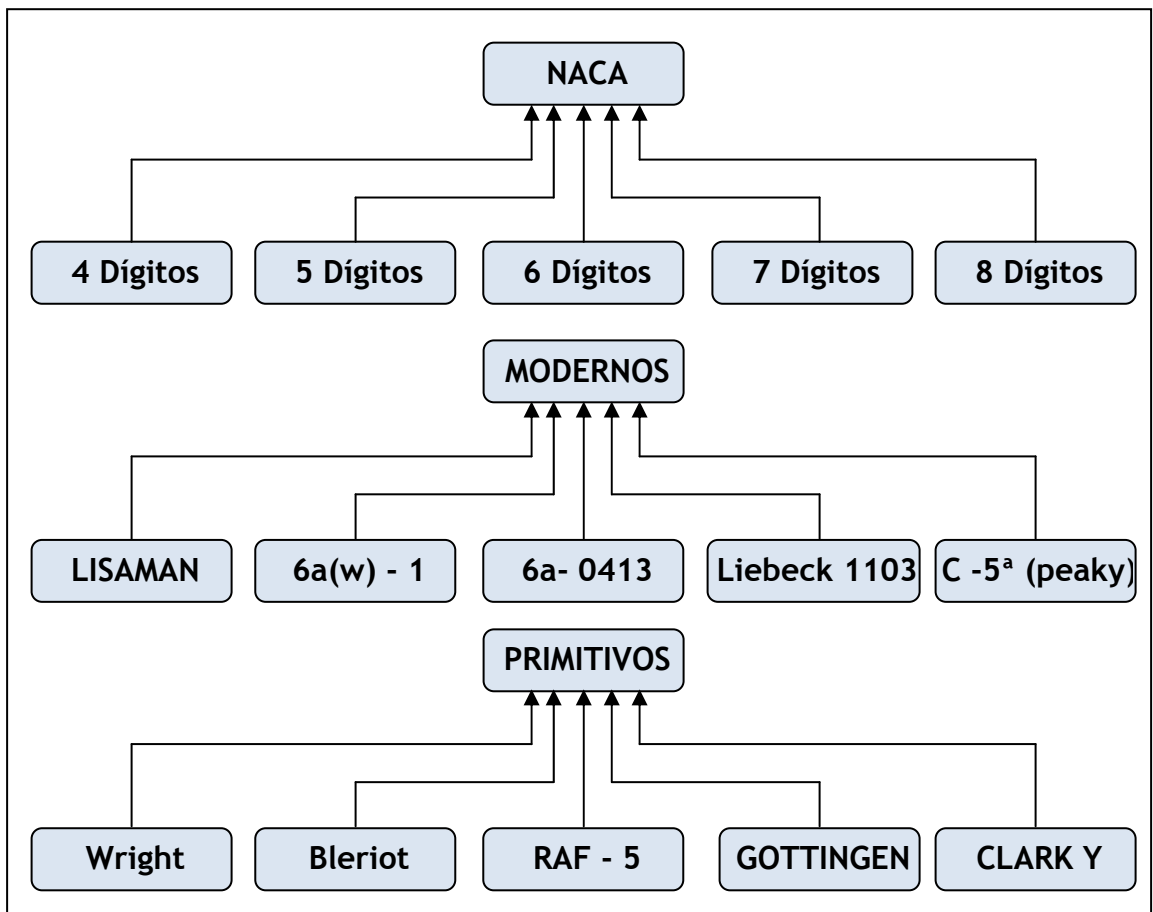 NACA
4 Dígitos
5 Dígitos
6 Dígitos
7 Dígitos
8 Dígitos
MODERNOS
LISAMAN
6a(w) - 1
6a- 0413
Liebeck 1103
C -5ª (peaky)
PRIMITIVOS
Wright
Bleriot
RAF - 5
GOTTINGEN
CLARK Y